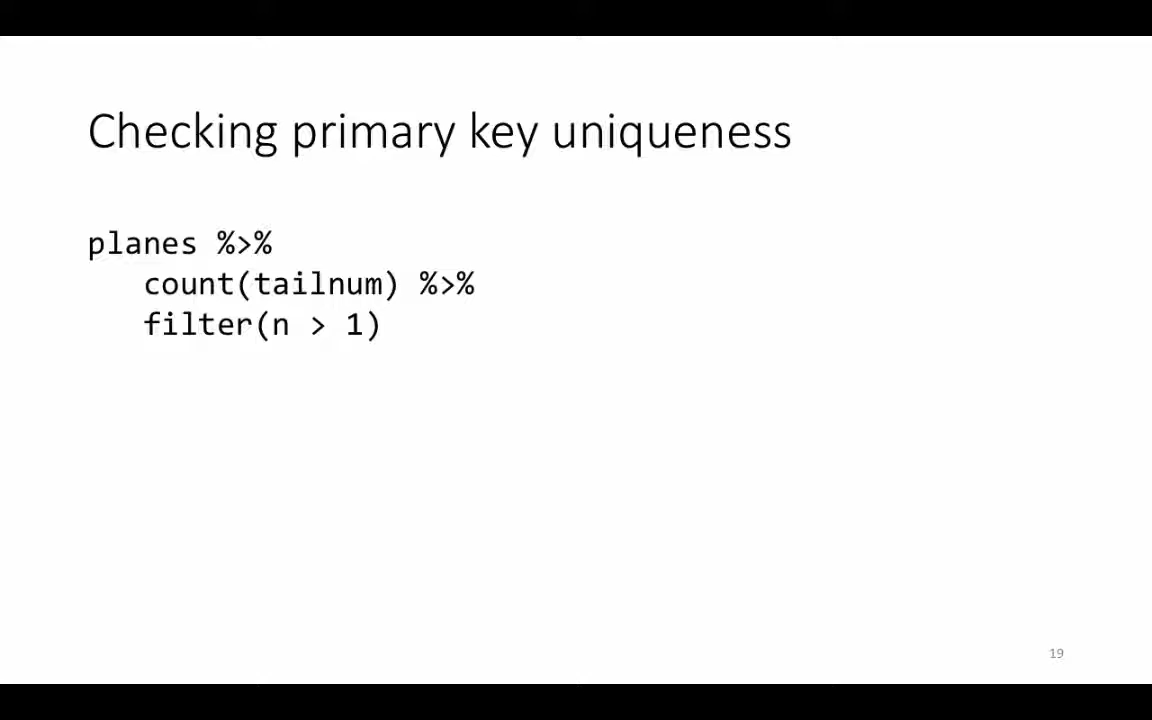 Checking primary key uniqueness
planes %>%
count(tailnum) %>%
filter(n > 1)
19